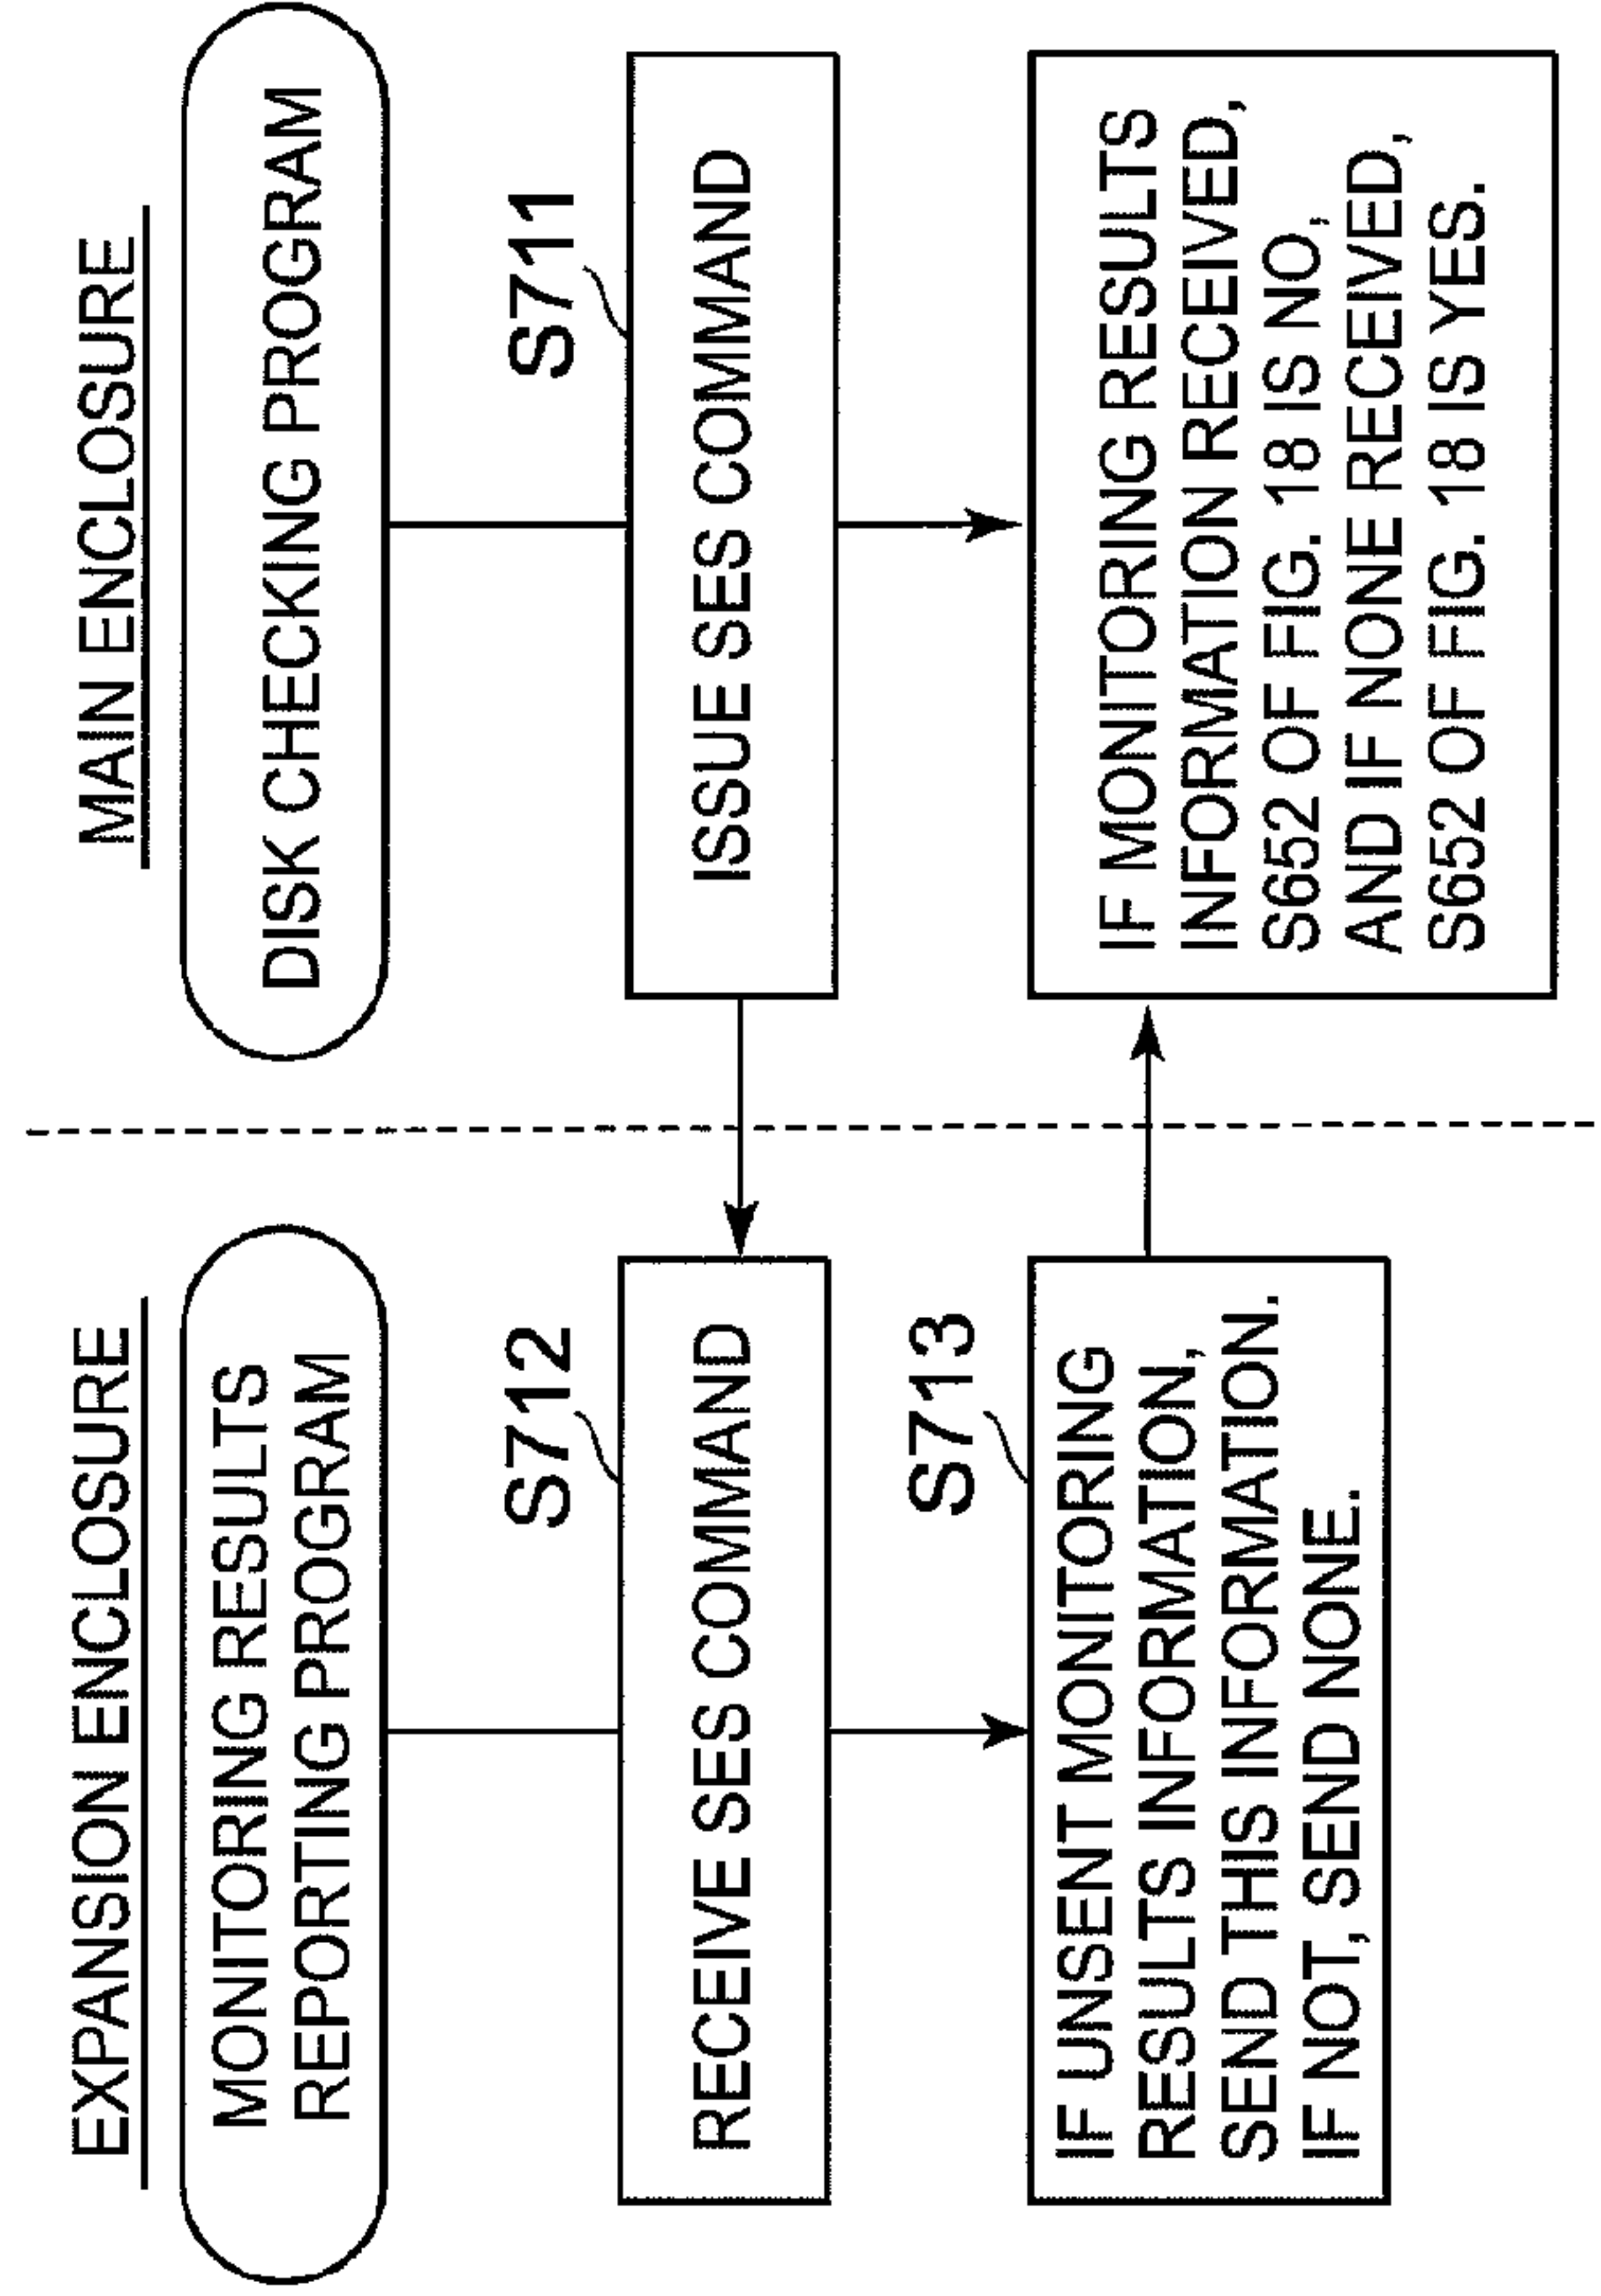 EXPANSION ENCLOSURE
MONITORING RESULTS
REPORTING PROGRAM
S712
RECEIVE SES COMMAND
S713
IF UNSENT MONITORING
RESULTS INFORMATION,
SEND THIS INFORMATION.
IF NOT, SEND NONE.
MAIN ENCLOSURE
DISK CHECKING PROGRAM
S711
ISSUE SES COMMAND
IF MONITORING RESULTS
INFORMATION RECEIVED,
S652 OF FIG. 18 IS NO,
AND IF NONE RECEIVED,
S652 OF FIG. 18 IS YES.